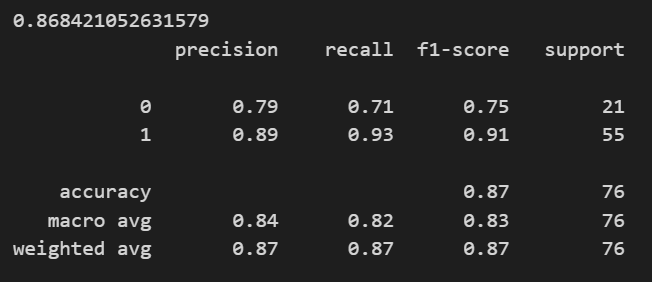 0.868421052631579
precision recall f1-score support
0 0.79 0.71 0.75 21
1 0.89 0.93 0.91 55
accuracy 0.87 76
macro avg 0.84 0.82 0.83 76
weighted avg 0.87 0.87 0.87 76